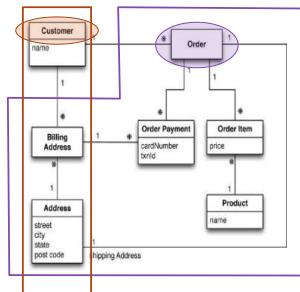 Customer
name
1
*
Order
1
1
1
1
*
*
*
Billing
Address
1
*
Order Payment
cardNumber
txnId
Order Item
price
*
*
1
1
Address
street
city
state
post code
Product
name
1
shipping Address